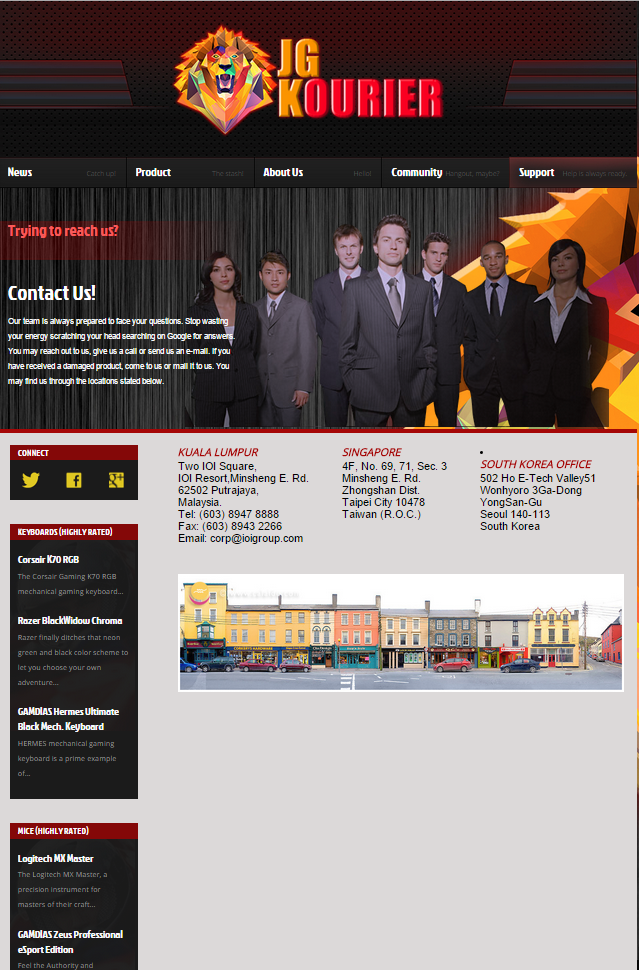 JG
KOURIER
News
Catch up!
Product
The stash!
About Us
Hello!
Community
Hangout, maybe?
Support
Help is always ready.
Trying to reach us?
Contact Us!
Our team is always prepared to face your questions. Stop wasting
your energy scratching your head searching on Google for answers.
You may reach out to us, give us a call or send us an e-mail. If you
have received a damaged product, come to us or mail it to us. You
may find us through the locations stated below.
CONNECT
KEYBOARDS (HIGHLY RATED)
Corsair K70 RGB
The Corsair Gaming K70 RGB
mechanical gaming keyboard...
Razer BlackWidow Chroma
Razer finally ditches that neon
green and black color scheme to
let you choose your own
adventure...
GAMDIAS Hermes Ultimate
Black Mech. Keyboard
HERMES mechanical gaming
keyboard is a prime example
of...
MICE (HIGHLY RATED)
Logitech MX Master
The Logitech MX Master, a
precision instrument for
masters of their craft...
GAMDIAS Zeus Professional
eSport Edition
Feel the Authority and
KUALA LUMPUR
Two IOI Square,
IOI Resort,Minsheng E. Rd.
62502 Putrajaya,
Malaysia.
Tel: (603) 8947 8888
Fax: (603) 8943 2266
Email: corp@ioigroup.com
SINGAPORE
4F, No. 69, 71, Sec. 3
Minsheng E. Rd.
Zhongshan Dist.
Taipei City 10478
Taiwan (R.O.C.)
SOUTH KOREA OFFICE
502 Ho E-Tech Valley51
Wonhyoro 3Ga-Dong
YongSan-Gu
Seoul 140-113
South Korea